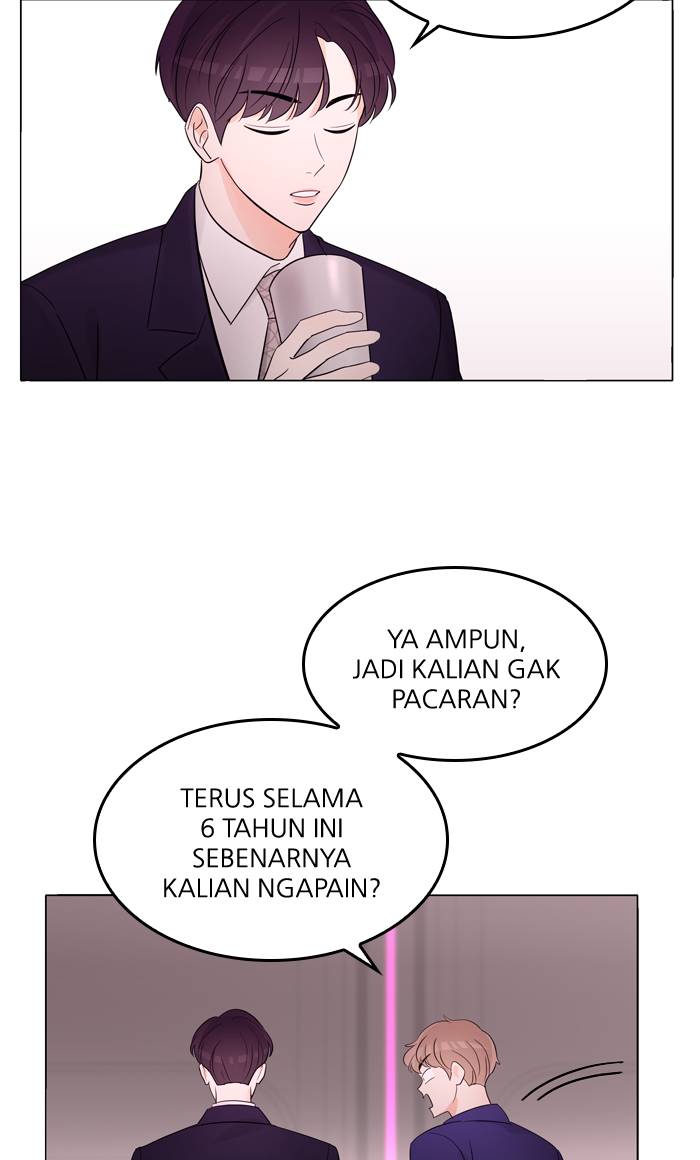 YA AMPUN,
JADI KALIAN GAK
PACARAN?
TERUS SELAMA
6 TAHUN INI
SEBENARNYA
KALIAN NGAPAIN?